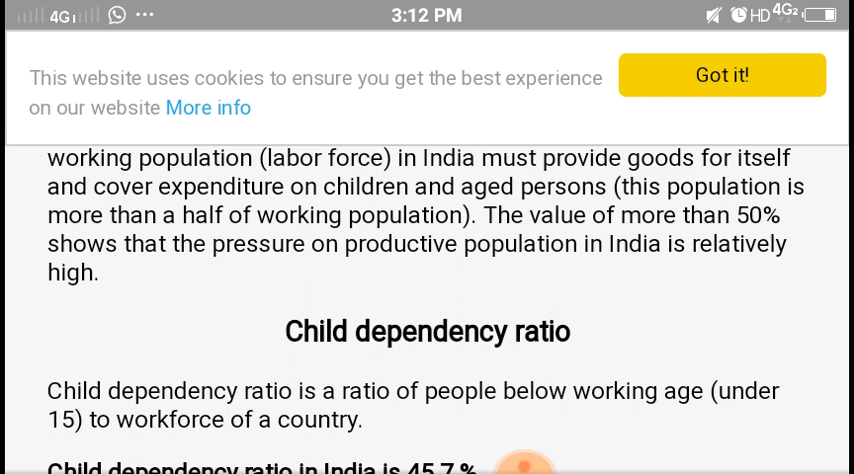 4G 3:12 PM HD 4G2
This website uses cookies to ensure you get the best experience
on our website More info
Got it!
working population (labor force) in India must provide goods for itself
and cover expenditure on children and aged persons (this population is
more than a half of working population). The value of more than 50%
shows that the pressure on productive population in India is relatively
high.
Child dependency ratio
Child dependency ratio is a ratio of people below working age (under
15) to workforce of a country.
Child dependency ratio in India is 45.7 %